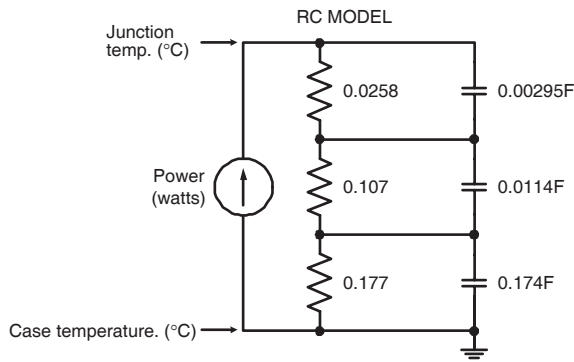 RC MODEL
Junction
temp. (°C)
0.0258
0.00295F
Power
(watts)
0.107
0.0114F
0.177
0.174F
Case temperature. (°C)